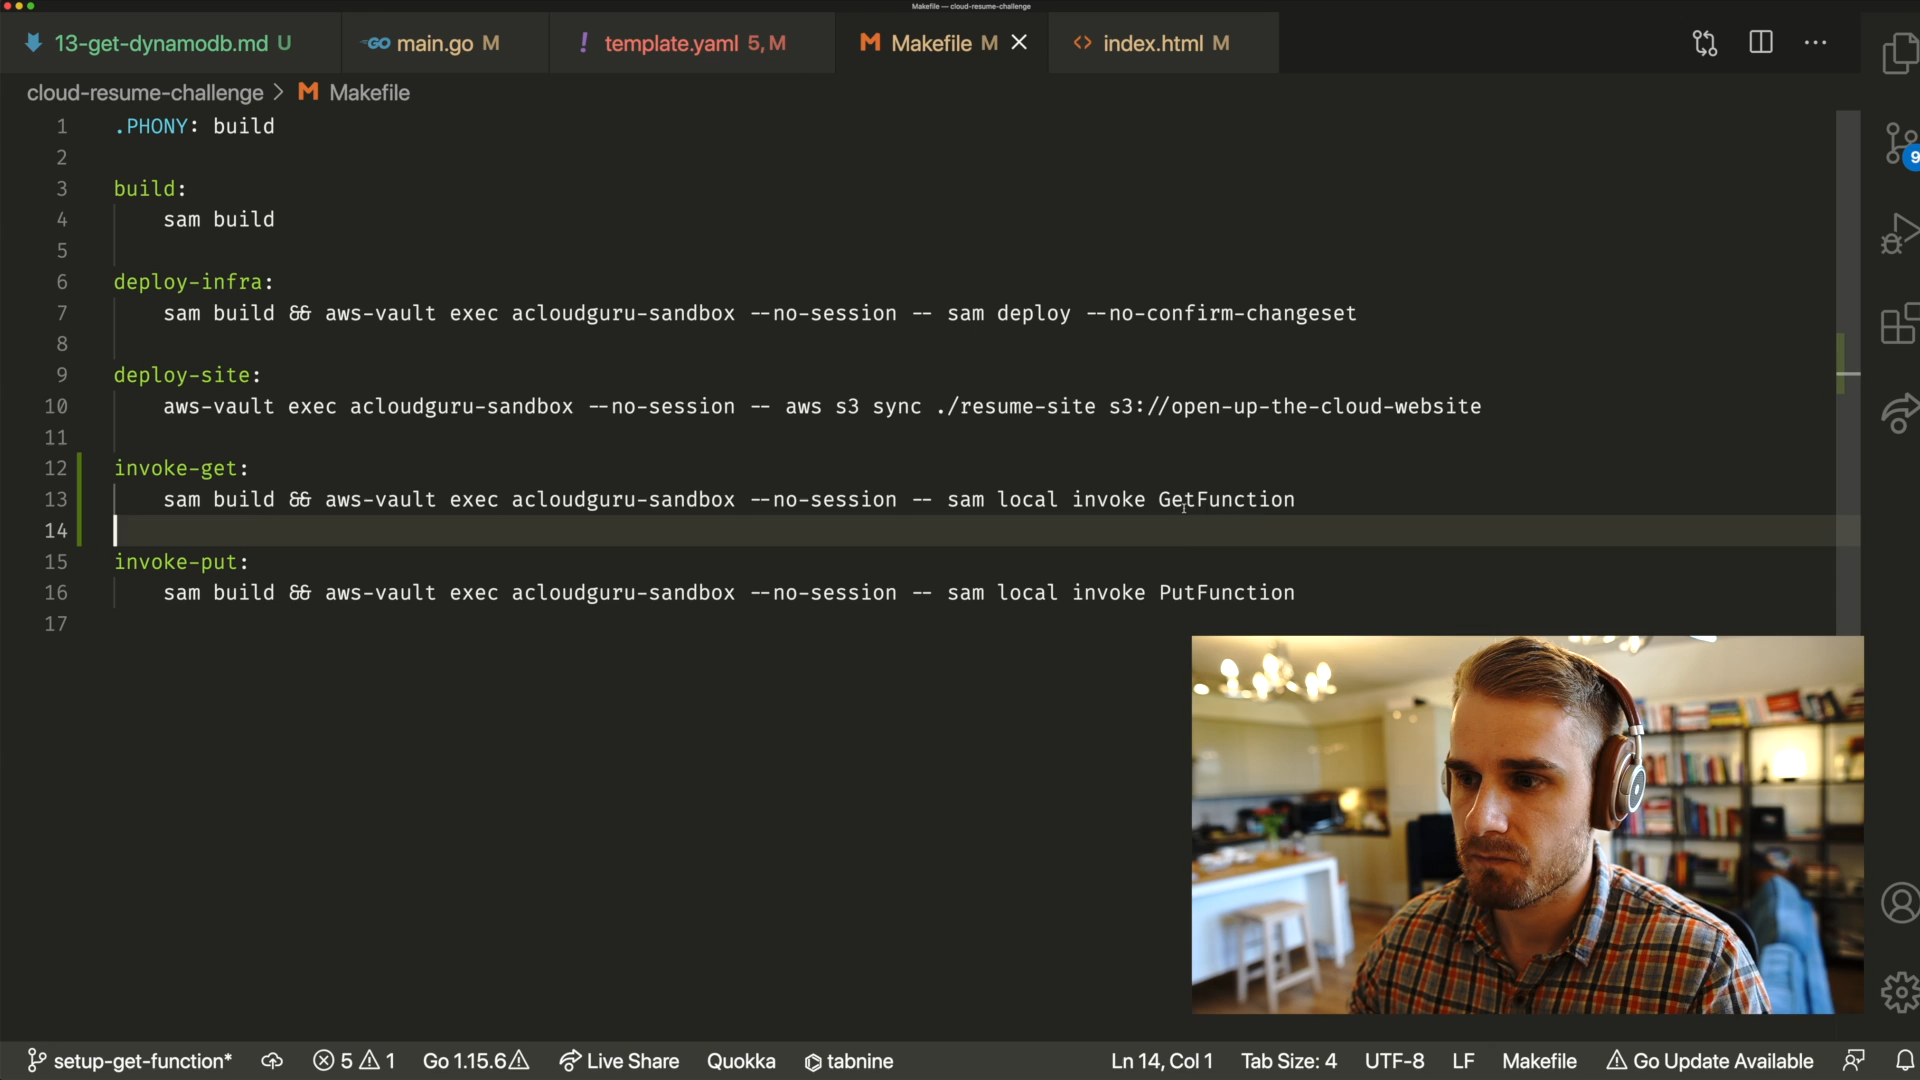 Makefile — cloud-resume-challenge
13-get-dynamodb.md U
GO main.go M
! template.yaml 5, M
M Makefile M
<> index.html M
cloud-resume-challenge > M Makefile
1 .PHONY: build
2
3 build:
4 sam build
5
6 deploy-infra:
7 sam build && aws-vault exec acloudguru-sandbox --no-session -- sam deploy --no-confirm-changeset
8
9 deploy-site:
10 aws-vault exec acloudguru-sandbox --no-session -- aws s3 sync ./resume-site s3://open-up-the-cloud-website
11
12 invoke-get:
13 sam build && aws-vault exec acloudguru-sandbox --no-session -- sam local invoke GetFunction
14
15 invoke-put:
16 sam build && aws-vault exec acloudguru-sandbox --no-session -- sam local invoke PutFunction
17
9
setup-get-function* 5 1 Go 1.15.6 Live Share Quokka tabnine Ln 14, Col 1 Tab Size: 4 UTF-8 LF Makefile Go Update Available